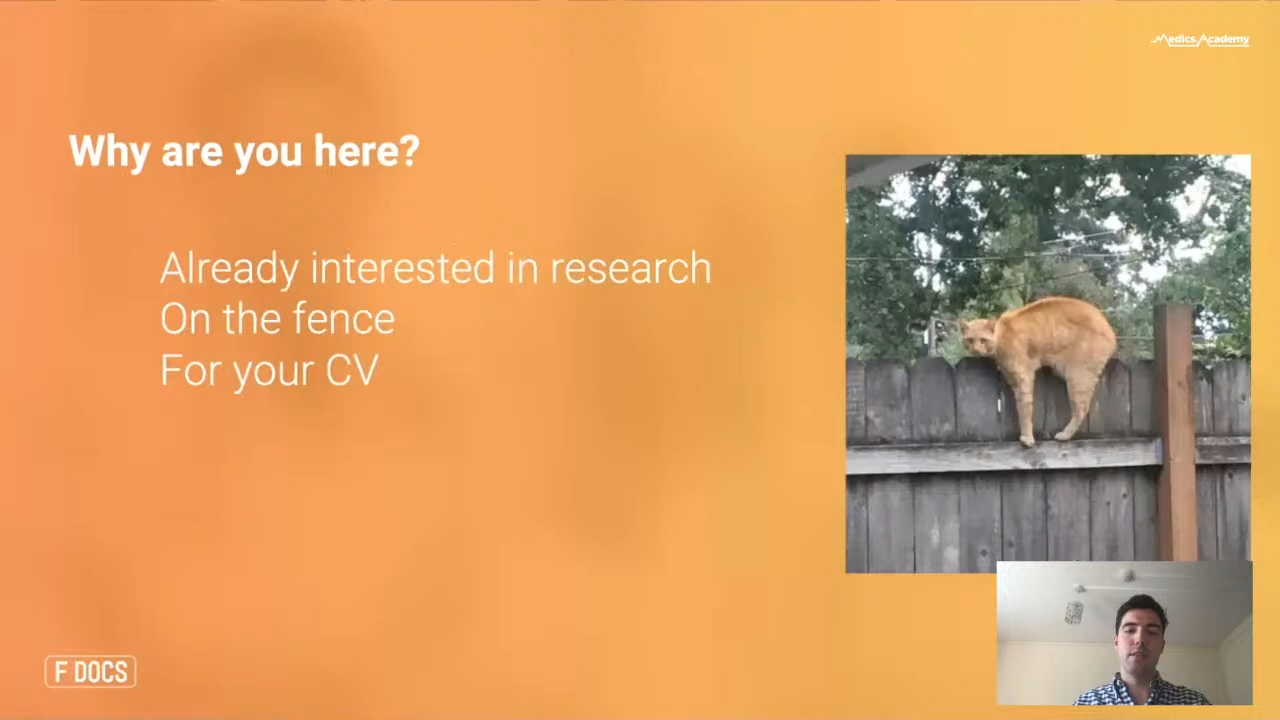 Medics.Academy
Why are you here?
Already interested in research
On the fence
For your CV
F DOCS